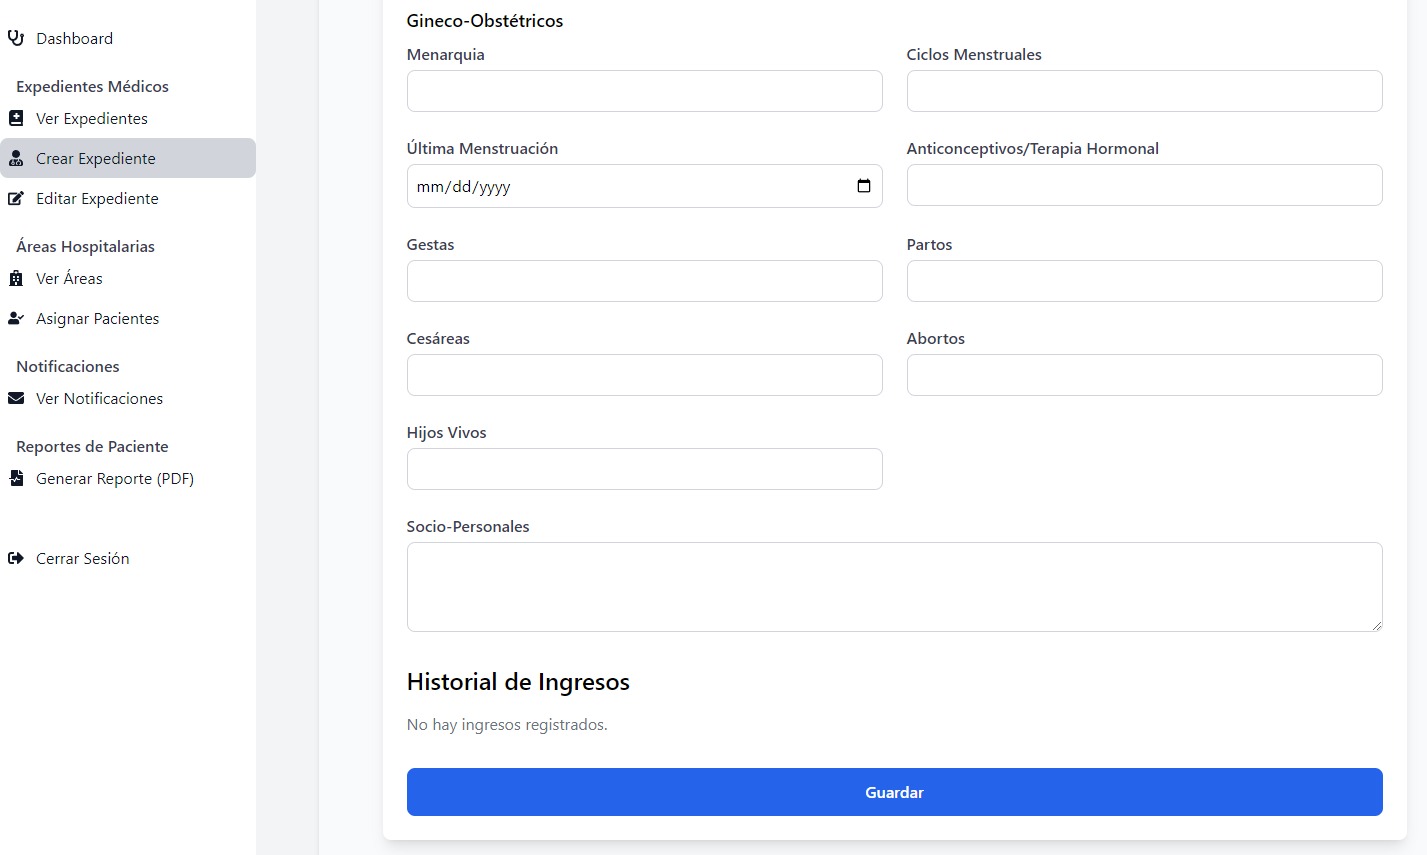 Dashboard
Expedientes Médicos
Ver Expedientes
Crear Expediente
Editar Expediente
Áreas Hospitalarias
Ver Áreas
Asignar Pacientes
Notificaciones
Ver Notificaciones
Reportes de Paciente
Generar Reporte (PDF)
Cerrar Sesión
Gineco-Obstétricos
Menarquia
Ciclos Menstruales
Última Menstruación
mm/dd/yyyy
Anticonceptivos/Terapia Hormonal
Gestas
Partos
Cesáreas
Abortos
Hijos Vivos
Socio-Personales
Historial de Ingresos
No hay ingresos registrados.
Guardar